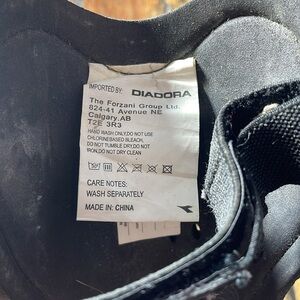 IMPORTED BY: DIADORA
The Forzani Group Ltd.
824-41 Avenue NE
Calgary, AB
T2E 3R3
HAND WASH ONLY.DO NOT USE
CHLORINEBASED BLEACH.
DO NOT TUMBLE DRY.DO NOT
IRON.DO NOT DRY CLEAN
CARE NOTES:
WASH SEPARATELY
MADE IN: CHINA